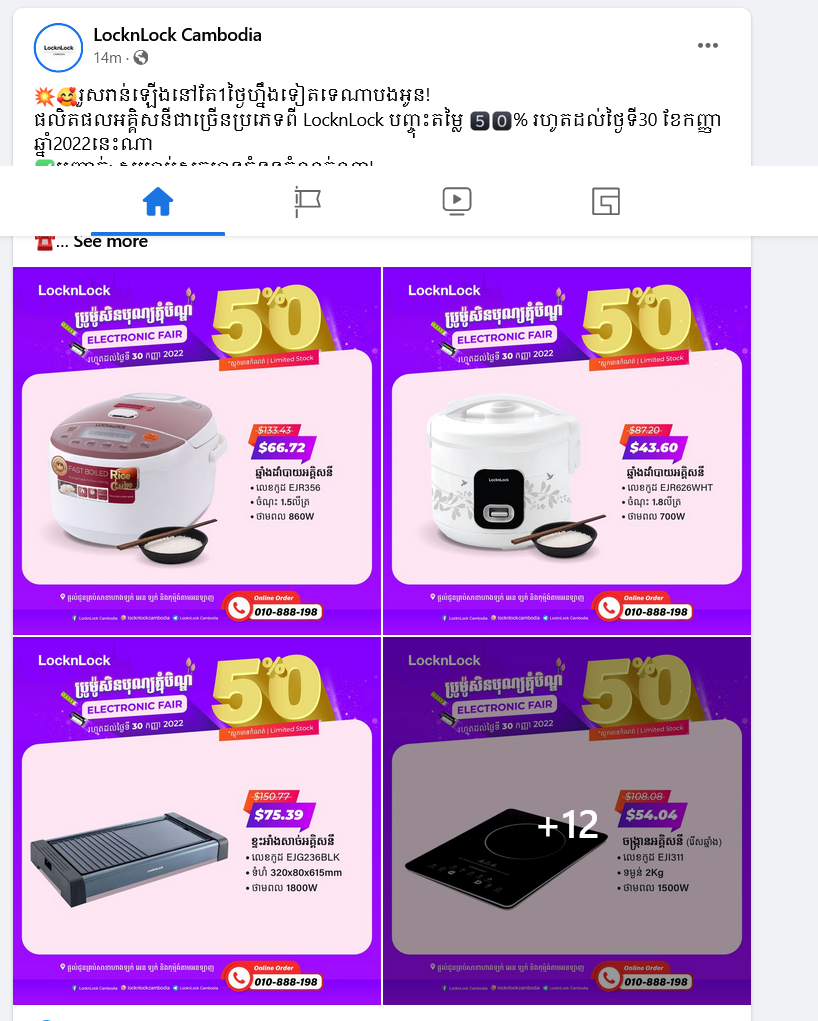 LocknLock Cambodia
LocknLock
14m
💥🥰រួសរាន់ឡើងនៅតែ1ថ្ងៃហ្នឹងទៀតទេណាបងអូន!
ផលិតផលអគ្គិសនីជាច្រើនប្រភេទពី LocknLock បញ្ចុះតម្លៃ 5️⃣0️⃣% រហូតដល់ថ្ងៃទី30 ខែកញ្ញា
ឆ្នាំ2022នេះណា
☎️... See more
LocknLock
ប្រូម៉ូសិនបុណ្យភ្ជុំបិណ្ឌ
ELECTRONIC FAIR
រហូតដល់ថ្ងៃទី 30 កញ្ញា 2022
50%
*ស្តុកមានកំណត់ | Limited Stock
$133.43
$66.72
ឆ្នាំងដាំបាយអគ្គិសនី
• លេខកូដ EJR356
• ចំណុះ 1.5លីត្រ
• ថាមពល 860W
FAST BOILED
Rice
Cooker
Online Order
010-888-198
LocknLock Cambodia locknlockcambodia LocknLock Cambodia
LocknLock
ប្រូម៉ូសិនបុណ្យភ្ជុំបិណ្ឌ
ELECTRONIC FAIR
រហូតដល់ថ្ងៃទី 30 កញ្ញា 2022
50%
*ស្តុកមានកំណត់ | Limited Stock
$87.20
$43.60
ឆ្នាំងដាំបាយអគ្គិសនី
• លេខកូដ EJR626WHT
• ចំណុះ 1.8លីត្រ
• ថាមពល 700W
LocknLock
Online Order
010-888-198
LocknLock Cambodia locknlockcambodia LocknLock Cambodia
LocknLock
ប្រូម៉ូសិនបុណ្យភ្ជុំបិណ្ឌ
ELECTRONIC FAIR
រហូតដល់ថ្ងៃទី 30 កញ្ញា 2022
50%
*ស្តុកមានកំណត់ | Limited Stock
$150.77
$75.39
ខ្ទះអាំងសាច់អគ្គិសនី
• លេខកូដ EJG236BLK
• ទំហំ 320x80x615mm
• ថាមពល 1800W
Online Order
010-888-198
LocknLock Cambodia locknlockcambodia LocknLock Cambodia
LocknLock
ប្រូម៉ូសិនបុណ្យភ្ជុំបិណ្ឌ
ELECTRONIC FAIR
រហូតដល់ថ្ងៃទី 30 កញ្ញា 2022
50%
*ស្តុកមានកំណត់ | Limited Stock
$108.08
$54.04
+12
ចង្ក្រានអគ្គិសនី (រើសឆ្នាំង)
• លេខកូដ EJI311
• ទម្ងន់ 2Kg
• ថាមពល 1500W
Online Order
010-888-198
LocknLock Cambodia locknlockcambodia LocknLock Cambodia